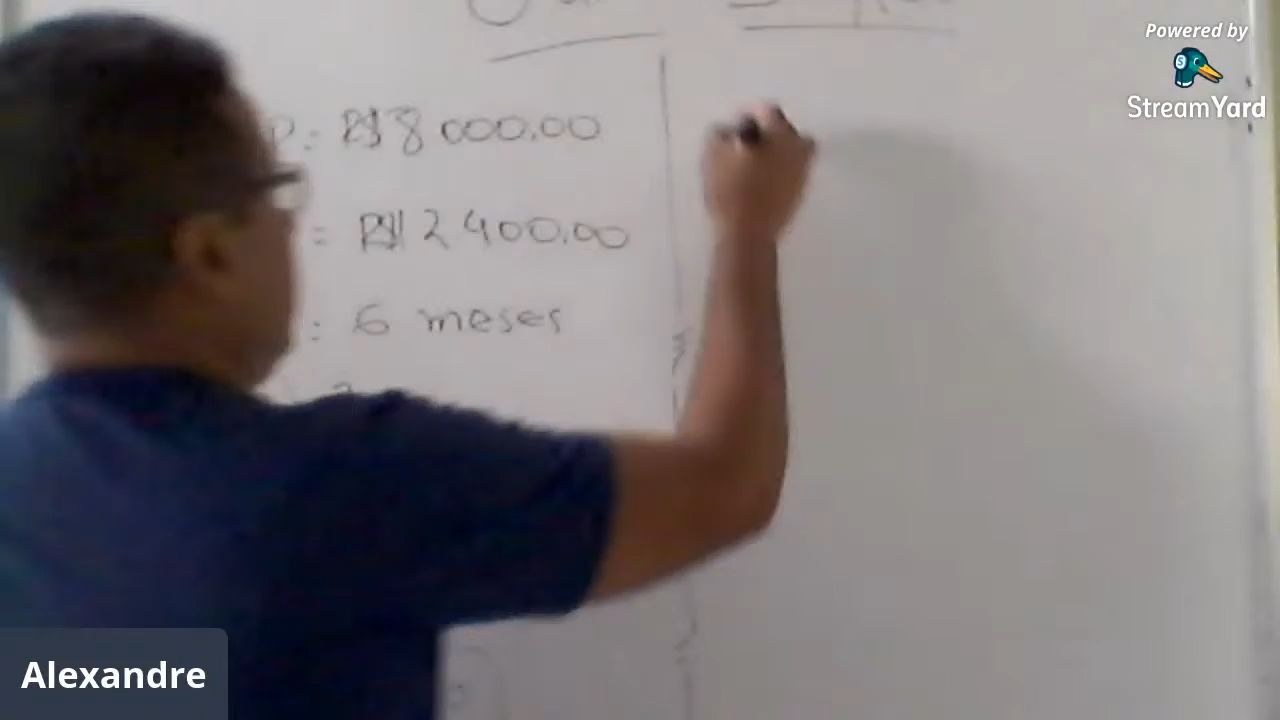 Powered by
StreamYard
P: R$ 8 000,00
= R$ 2 400,00
: 6 meses
Alexandre